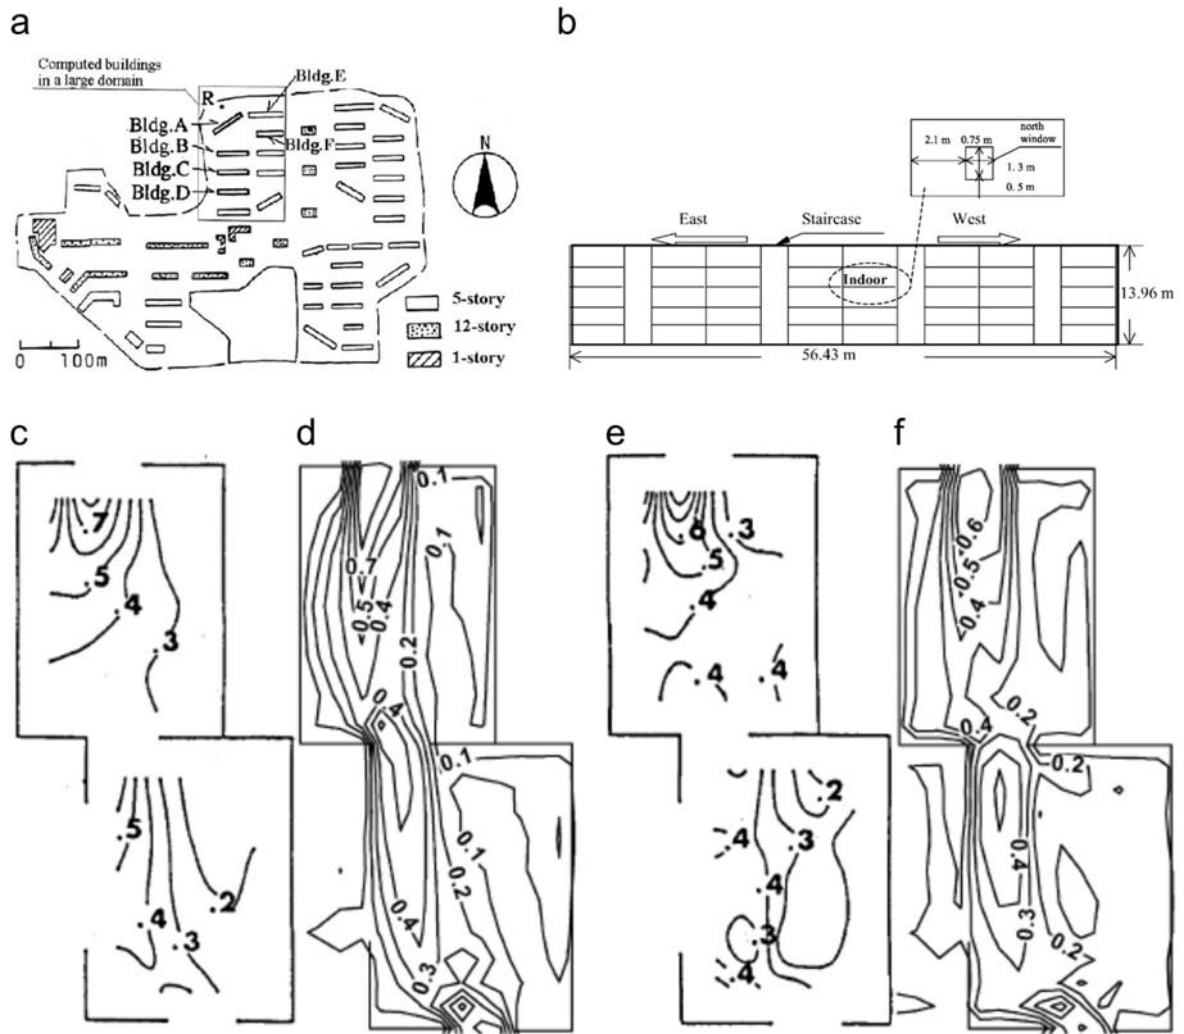 a
b
Computed buildings
in a large domain
Bldg.E
R
Bldg.A
Bldg.F
Bldg.B
Bldg.C
Bldg.D
N
5-story
12-story
1-story
0 100m
2.1 m 0.75 m
north
window
1.3 m
0.5 m
East Staircase West
Indoor
13.96 m
56.43 m
c d e f
.7
.5
.4
.3
.5
.2
.4
.3
0.1
0.1
0.7
0.5
0.4
0.2
0.4
0.1
0.1
0.2
0.4
0.3
.6
.3
.5
.4
.4
.4
.2
.4
.3
.4
.3
.4
0.6
0.5
0.4
0.2
0.4
0.2
0.4
0.3
0.2